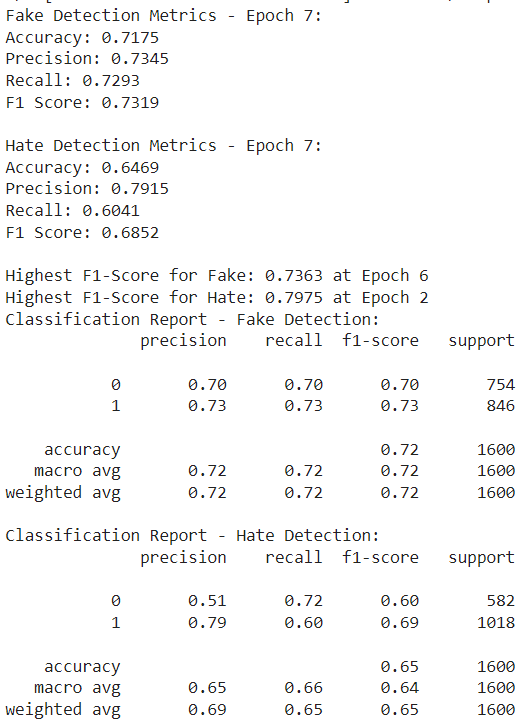 Fake Detection Metrics - Epoch 7:
Accuracy: 0.7175
Precision: 0.7345
Recall: 0.7293
F1 Score: 0.7319
Hate Detection Metrics - Epoch 7:
Accuracy: 0.6469
Precision: 0.7915
Recall: 0.6041
F1 Score: 0.6852
Highest F1-Score for Fake: 0.7363 at Epoch 6
Highest F1-Score for Hate: 0.7975 at Epoch 2
Classification Report - Fake Detection:
precision recall f1-score support
0 0.70 0.70 0.70 754
1 0.73 0.73 0.73 846
accuracy 0.72 1600
macro avg 0.72 0.72 0.72 1600
weighted avg 0.72 0.72 0.72 1600
Classification Report - Hate Detection:
precision recall f1-score support
0 0.51 0.72 0.60 582
1 0.79 0.60 0.69 1018
accuracy 0.65 1600
macro avg 0.65 0.66 0.64 1600
weighted avg 0.69 0.65 0.65 1600